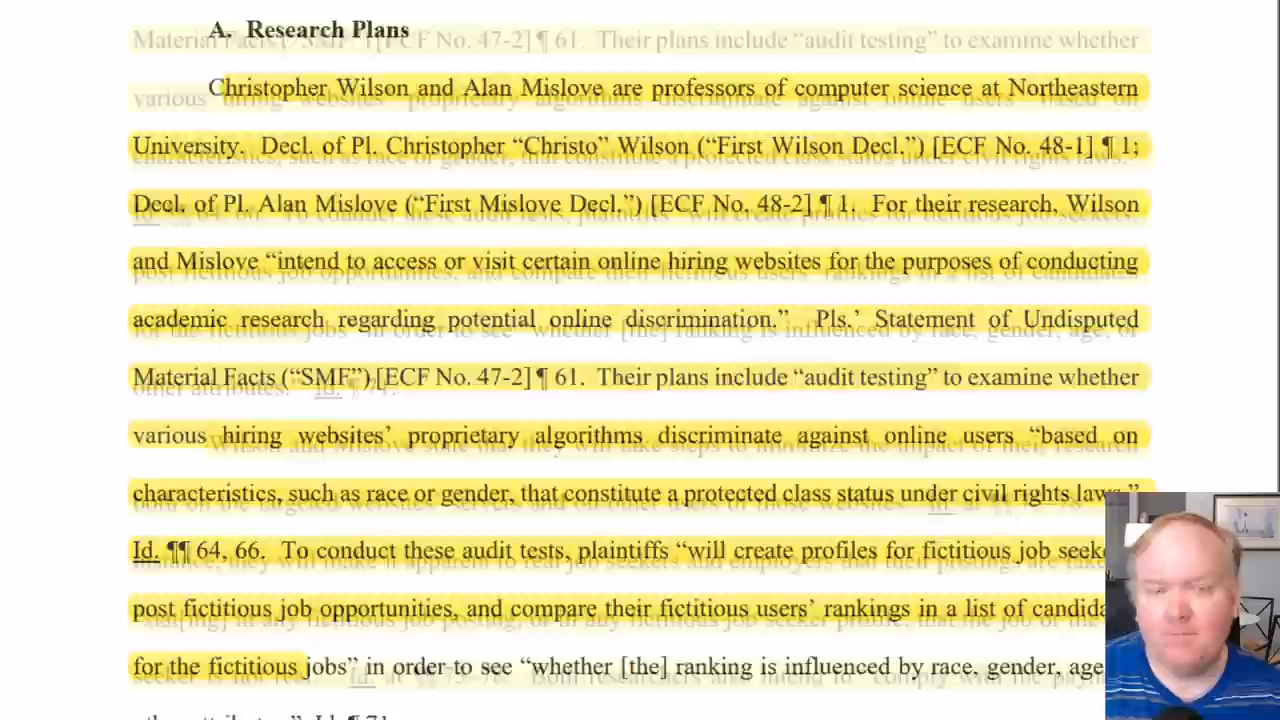 A. Research Plans
Christopher Wilson and Alan Mislove are professors of computer science at Northeastern
University. Decl. of Pl. Christopher “Christo” Wilson (“First Wilson Decl.”) [ECF No. 48-1] ¶ 1;
Decl. of Pl. Alan Mislove (“First Mislove Decl.”) [ECF No. 48-2] ¶ 1. For their research, Wilson
and Mislove “intend to access or visit certain online hiring websites for the purposes of conducting
academic research regarding potential online discrimination.” Pls.’ Statement of Undisputed
Material Facts (“SMF”) [ECF No. 47-2] ¶ 61. Their plans include “audit testing” to examine whether
various hiring websites’ proprietary algorithms discriminate against online users “based on
characteristics, such as race or gender, that constitute a protected class status under civil rights laws.”
Id. ¶¶ 64, 66. To conduct these audit tests, plaintiffs “will create profiles for fictitious job seek
post fictitious job opportunities, and compare their fictitious users’ rankings in a list of candida
for the fictitious jobs” in order to see “whether [the] ranking is influenced by race, gender, age